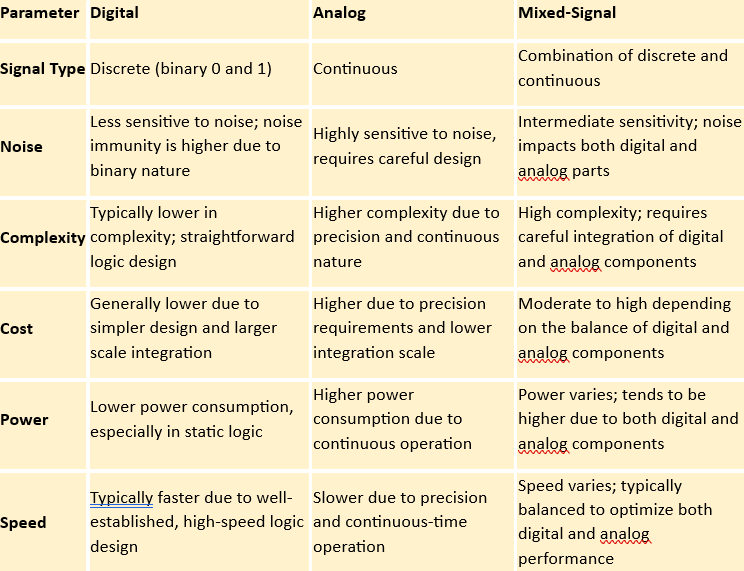 Parameter Digital Analog Mixed-Signal
Signal Type Discrete (binary 0 and 1) Continuous Combination of discrete and
continuous
Noise Less sensitive to noise; noise
immunity is higher due to
binary nature
Highly sensitive to noise,
requires careful design
Intermediate sensitivity; noise
impacts both digital and
analog parts
Complexity Typically lower in
complexity; straightforward
logic design
Higher complexity due to
precision and continuous
nature
High complexity; requires
careful integration of digital
and analog components
Cost Generally lower due to
simpler design and larger
scale integration
Higher due to precision
requirements and lower
integration scale
Moderate to high depending
on the balance of digital and
analog components
Power Lower power consumption,
especially in static logic
Higher power
consumption due to
continuous operation
Power varies; tends to be
higher due to both digital and
analog components
Speed Typically faster due to well-
established, high-speed logic
design
Slower due to precision
and continuous-time
operation
Speed varies; typically
balanced to optimize both
digital and analog
performance